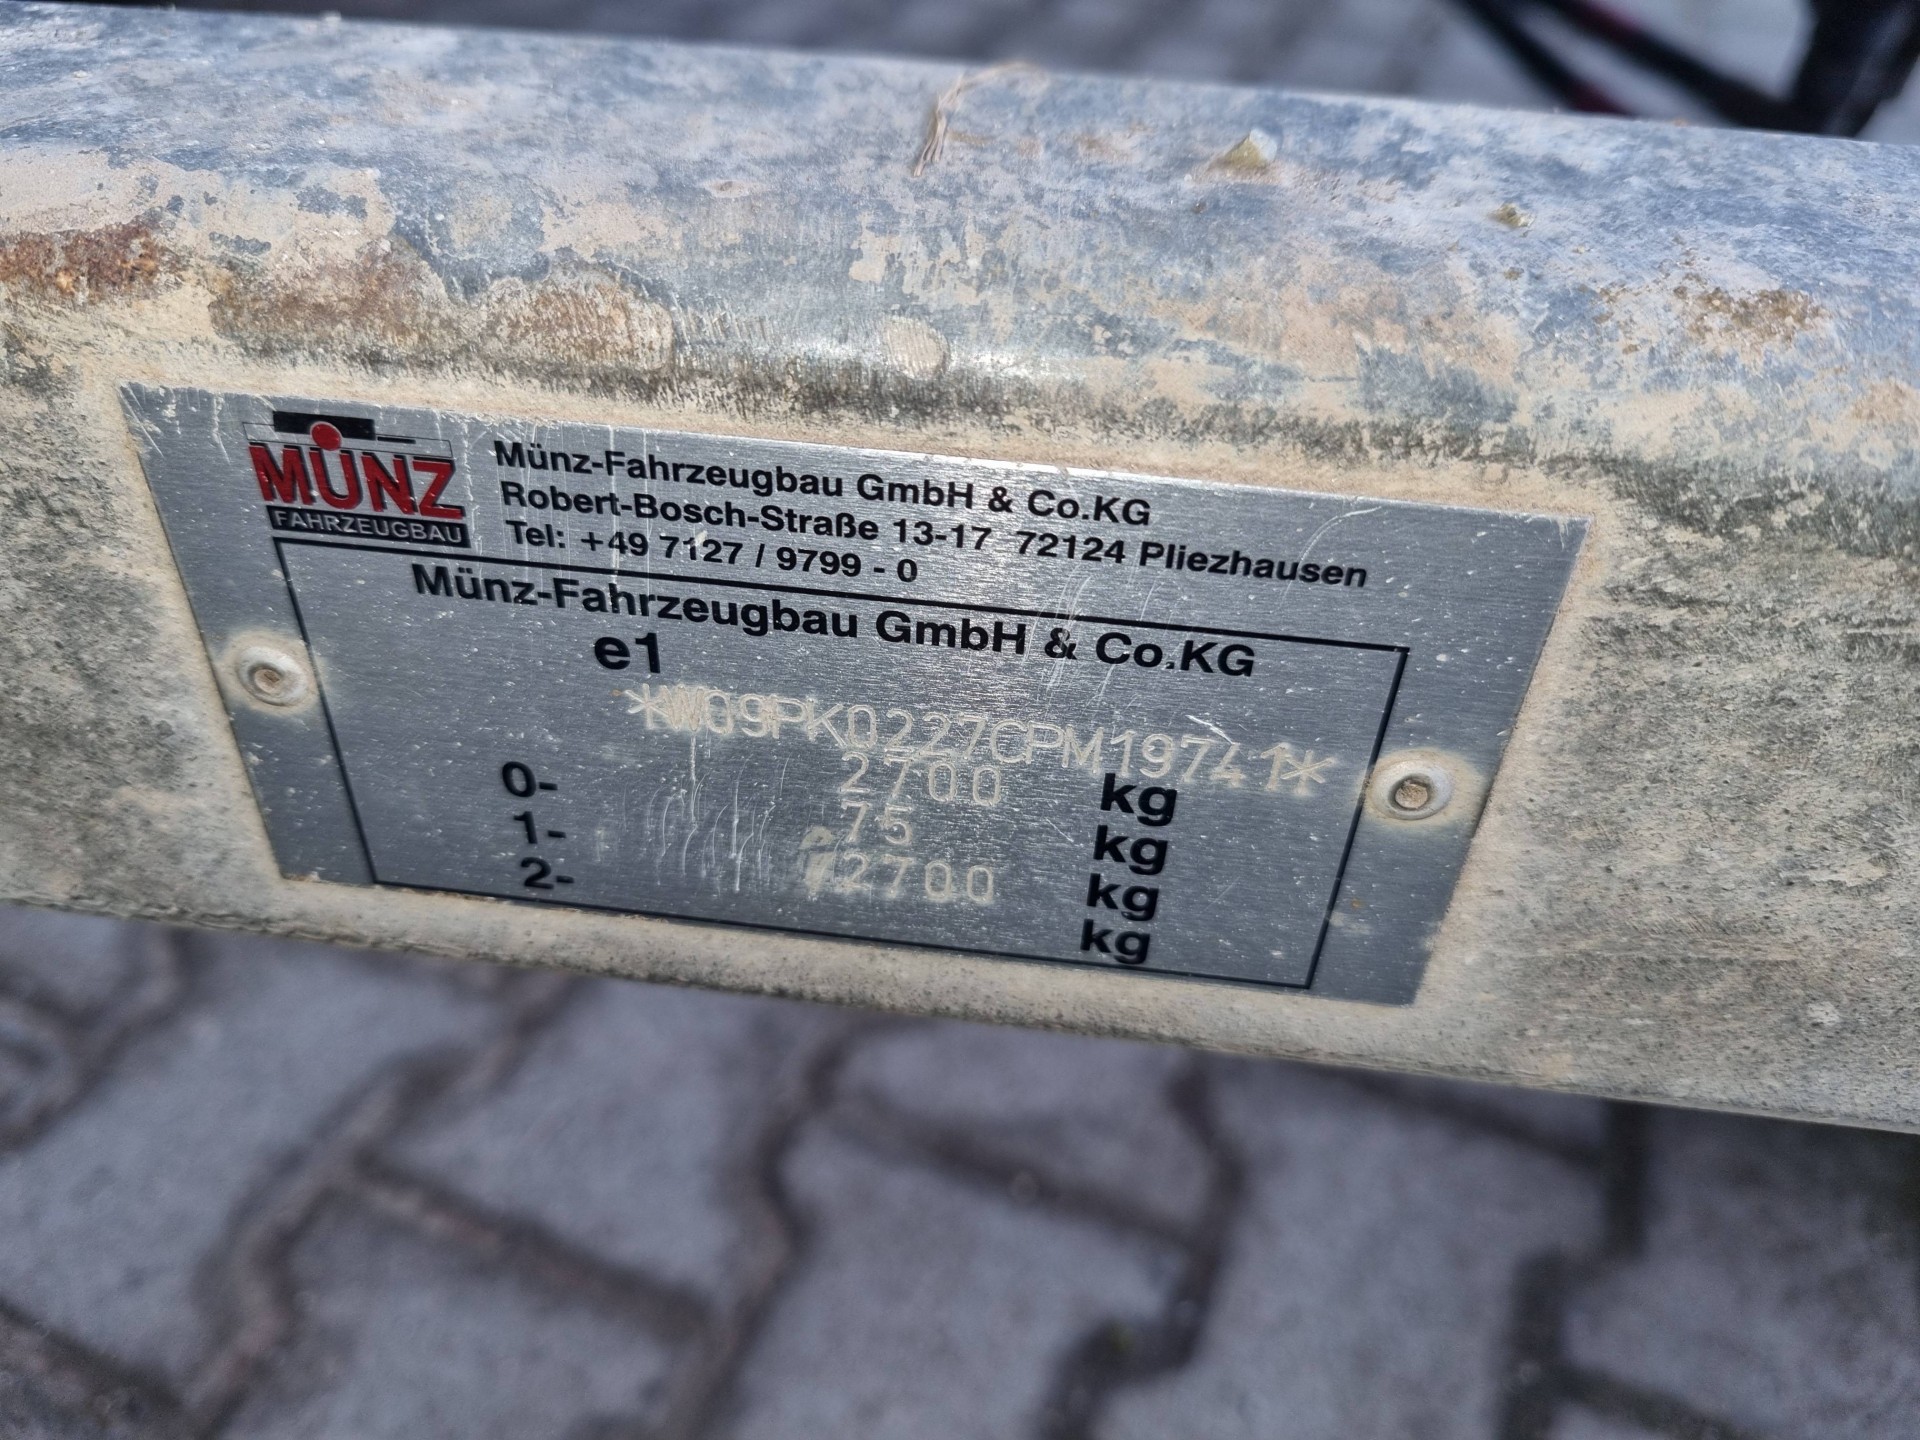 MÜNZ
FAHRZEUGBAU
Münz-Fahrzeugbau GmbH & Co.KG
Robert-Bosch-Straße 13-17 72124 Pliezhausen
Tel: +49 7127 / 9799 - 0
Münz-Fahrzeugbau GmbH & Co.KG
e1
*W09PK0227CPM19741*
2700 kg
0- 75 kg
1- 2700 kg
2- kg